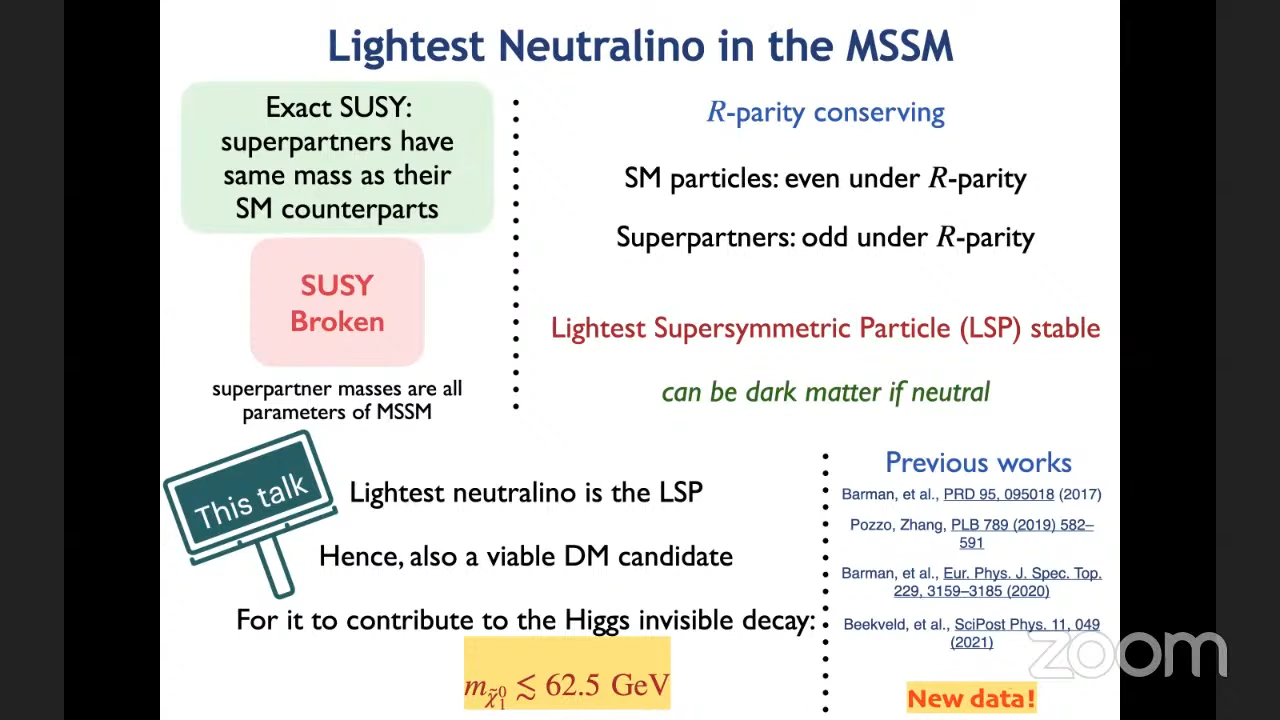 Lightest Neutralino in the MSSM
Exact SUSY:
superpartners have
same mass as their
SM counterparts
SUSY
Broken
superpartner masses are all
parameters of MSSM
R-parity conserving
SM particles: even under R-parity
Superpartners: odd under R-parity
Lightest Supersymmetric Particle (LSP) stable
can be dark matter if neutral
This talk
Lightest neutralino is the LSP
Hence, also a viable DM candidate
For it to contribute to the Higgs invisible decay:
m_{χ̃₁⁰} ≲ 62.5 GeV
Previous works
Barman, et al., PRD 95, 095018 (2017)
Pozzo, Zhang, PLB 789 (2019) 582–
591
Barman, et al., Eur. Phys. J. Spec. Top.
229, 3159–3185 (2020)
Beekveld, et al., SciPost Phys. 11, 049
(2021)
New data!
zoom